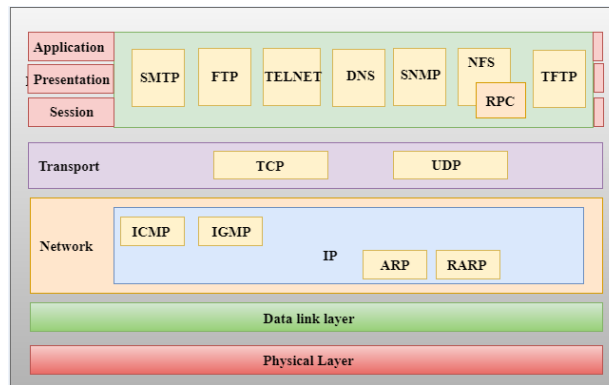 Application
Presentation
Session
SMTP
FTP
TELNET
DNS
SNMP
NFS
RPC
TFTP
Transport
TCP
UDP
Network
ICMP
IGMP
IP
ARP
RARP
Data link layer
Physical Layer